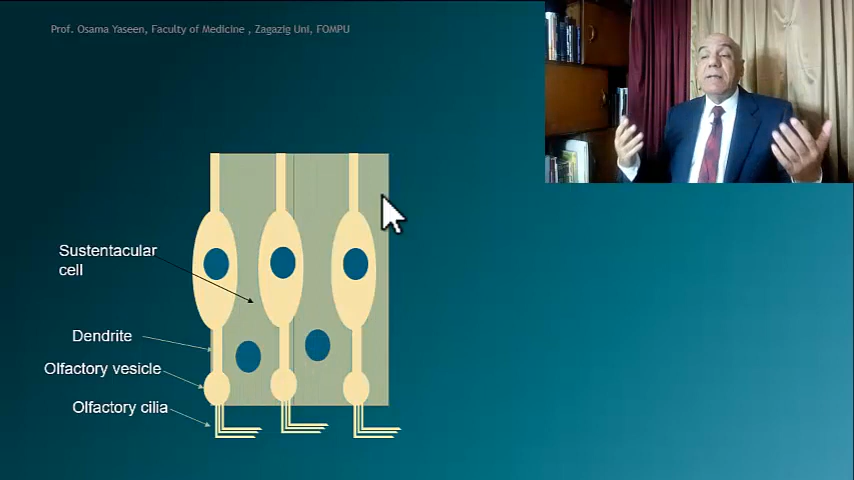 Prof. Osama Yaseen, Faculty of Medicine , Zagazig Uni, FOMPU
Sustentacular
cell
Dendrite
Olfactory vesicle
Olfactory cilia